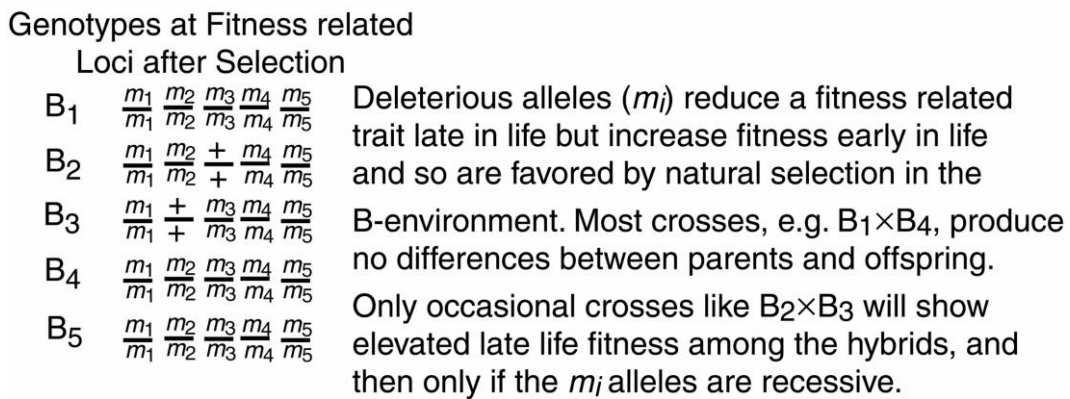 Genotypes at Fitness related
Loci after Selection
B1 m1/m1 m2/m2 m3/m3 m4/m4 m5/m5
B2 m1/m1 m2/m2 +/+ m4/m4 m5/m5
B3 m1/m1 +/+ m3/m3 m4/m4 m5/m5
B4 m1/m1 m2/m2 m3/m3 m4/m4 m5/m5
B5 m1/m1 m2/m2 m3/m3 m4/m4 m5/m5
Deleterious alleles (mi) reduce a fitness related
trait late in life but increase fitness early in life
and so are favored by natural selection in the
B-environment. Most crosses, e.g. B1×B4, produce
no differences between parents and offspring.
Only occasional crosses like B2×B3 will show
elevated late life fitness among the hybrids, and
then only if the mi alleles are recessive.